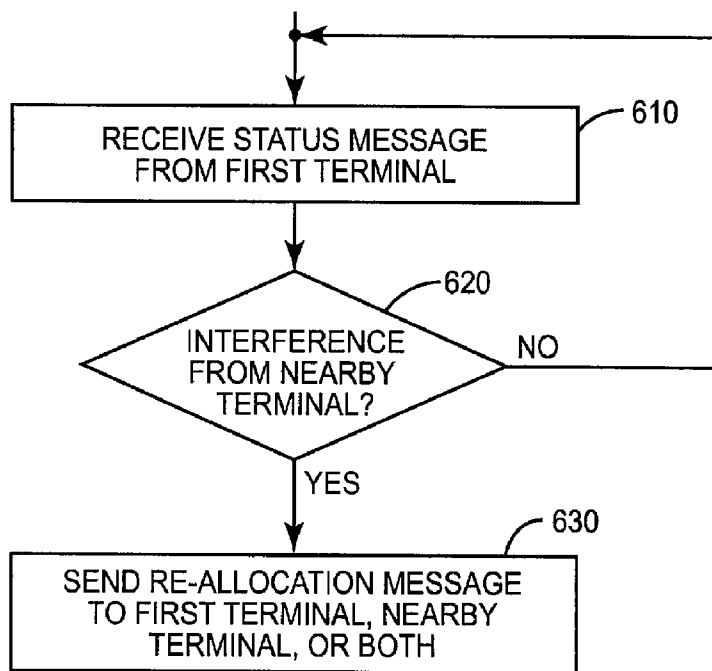 610
RECEIVE STATUS MESSAGE
FROM FIRST TERMINAL
620
INTERFERENCE
FROM NEARBY
TERMINAL?
NO
YES
630
SEND RE-ALLOCATION MESSAGE
TO FIRST TERMINAL, NEARBY
TERMINAL, OR BOTH